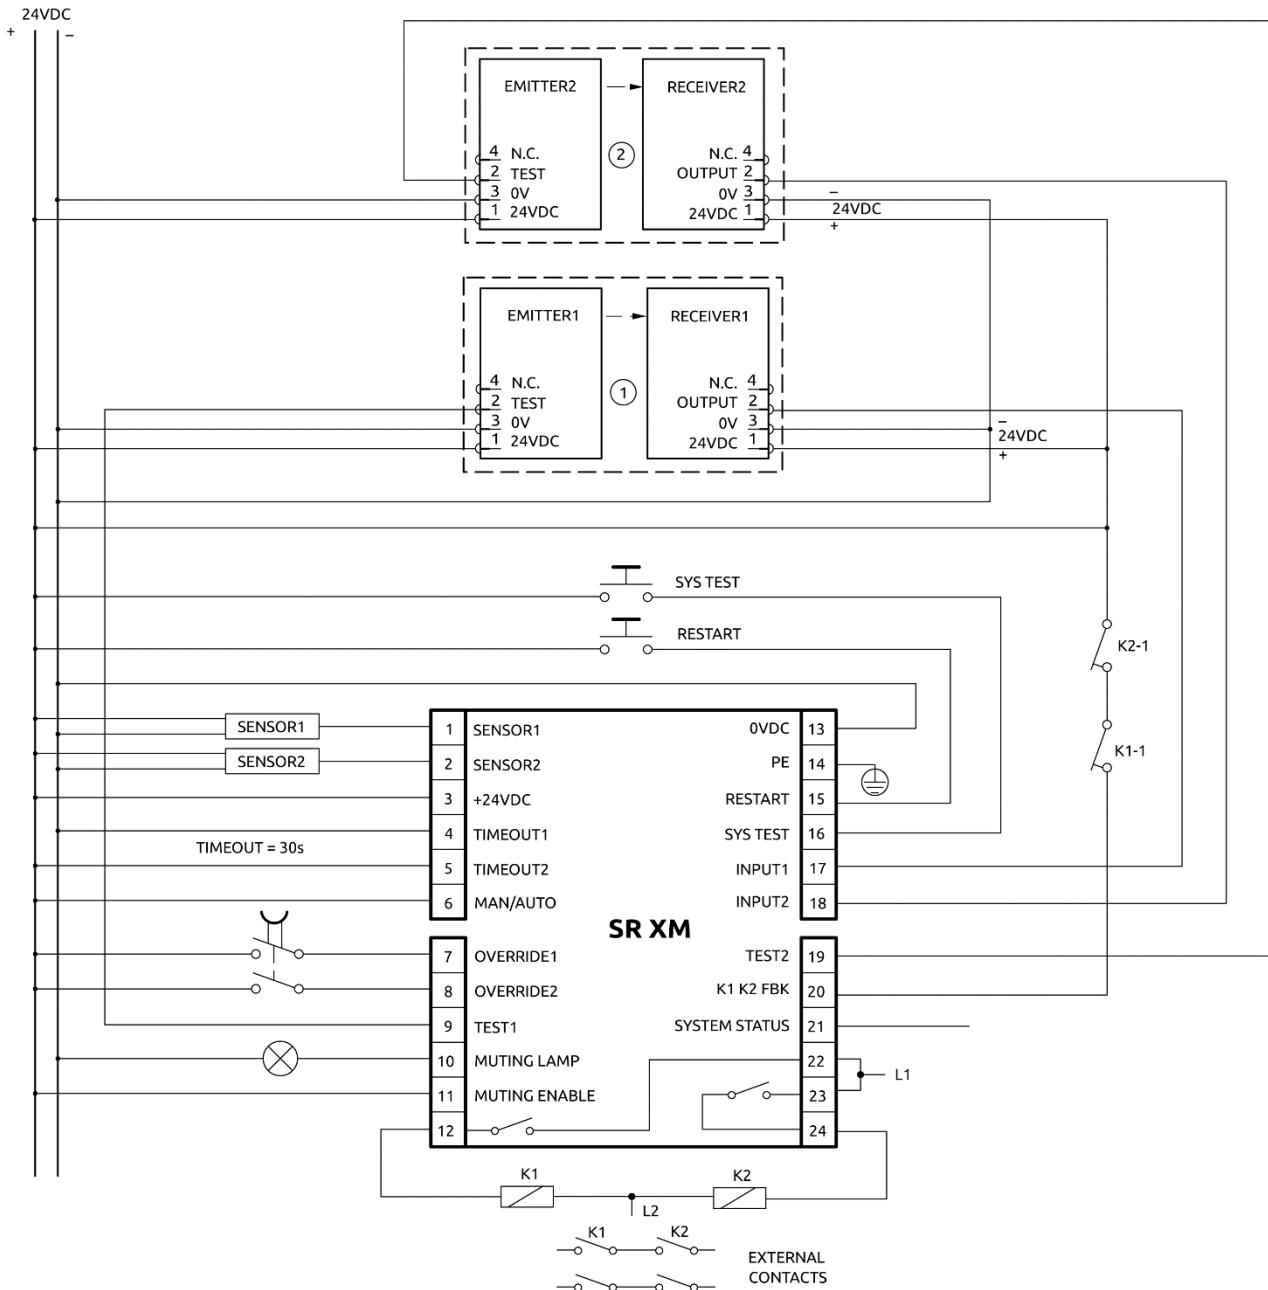 24VDC
+ –
EMITTER2 RECEIVER2
2
4 N.C. N.C. 4
2 TEST OUTPUT 2
3 0V 0V 3 –
1 24VDC 24VDC 1 24VDC
+
EMITTER1 RECEIVER1
1
4 N.C. N.C. 4
2 TEST OUTPUT 2
3 0V 0V 3 –
1 24VDC 24VDC 1 24VDC
+
SYS TEST
RESTART
K2-1
K1-1
SENSOR1 1 SENSOR1 0VDC 13
SENSOR2 2 SENSOR2 PE 14
3 +24VDC RESTART 15
4 TIMEOUT1 SYS TEST 16
TIMEOUT = 30s
5 TIMEOUT2 INPUT1 17
6 MAN/AUTO INPUT2 18
SR XM
7 OVERRIDE1 TEST2 19
8 OVERRIDE2 K1 K2 FBK 20
9 TEST1 SYSTEM STATUS 21
10 MUTING LAMP 22
L1
11 MUTING ENABLE 23
12 24
K1 K2
L2
K1 K2
EXTERNAL
CONTACTS